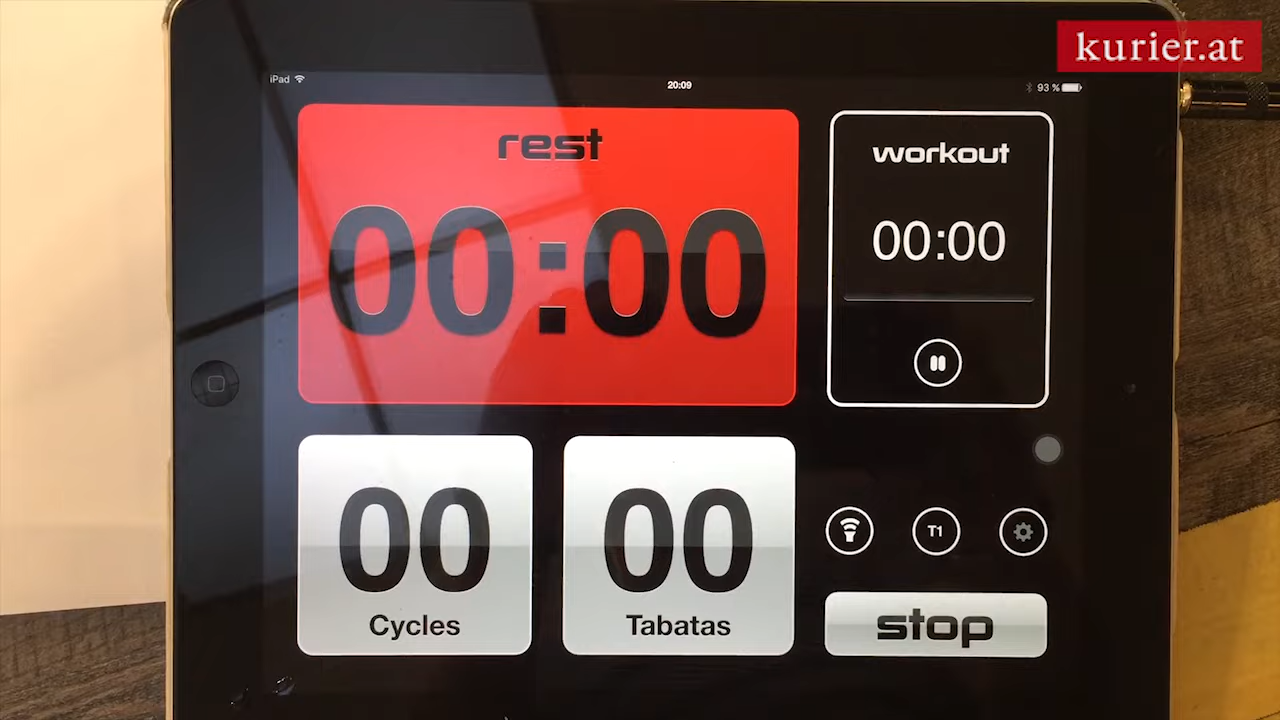 kurier.at
iPad
20:09
93 %
rest
00:00
workout
00:00
00
Cycles
00
Tabatas
T1
stop